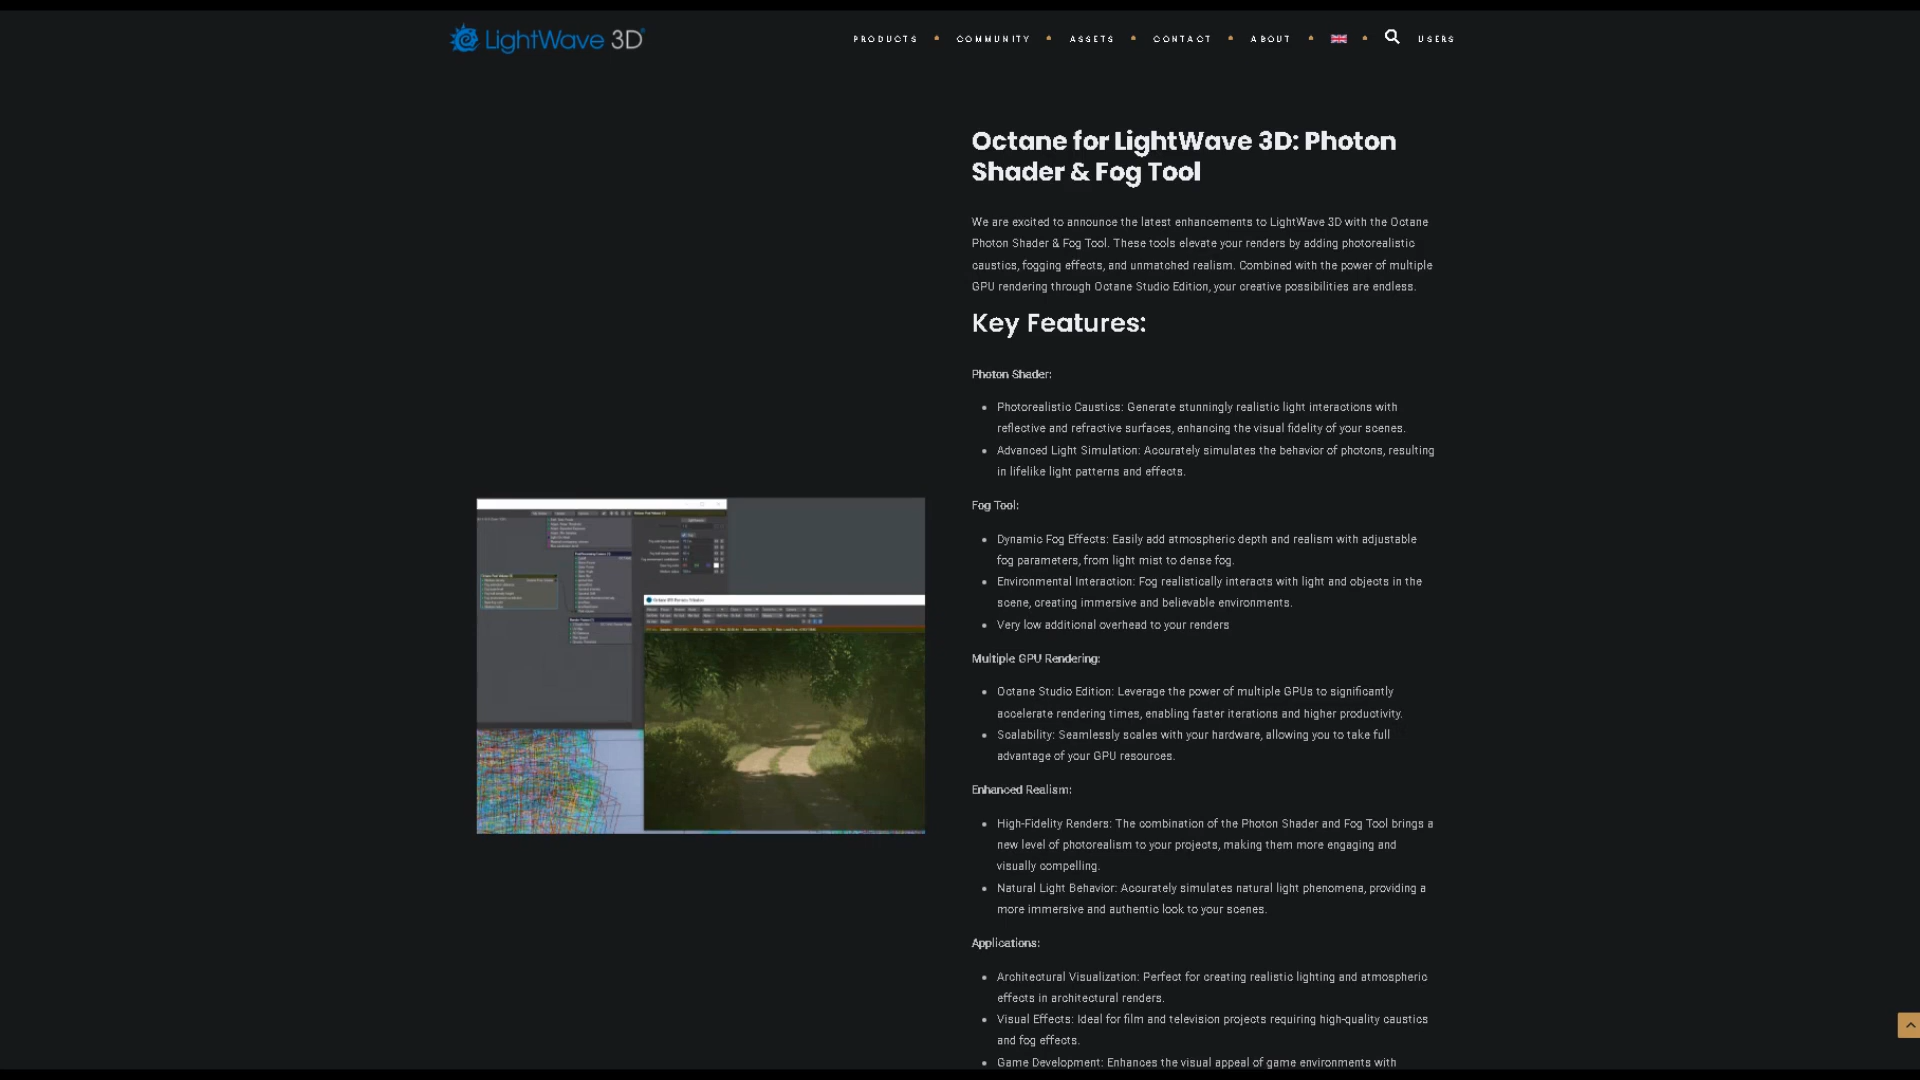 LightWave 3D
PRODUCTS
COMMUNITY
ASSETS
CONTACT
ABOUT
USERS
Octane for LightWave 3D: Photon
Shader & Fog Tool
We are excited to announce the latest enhancements to LightWave 3D with the Octane
Photon Shader & Fog Tool. These tools elevate your renders by adding photorealistic
caustics, fogging effects, and unmatched realism. Combined with the power of multiple
GPU rendering through Octane Studio Edition, your creative possibilities are endless.
Key Features:
Photon Shader:
Photorealistic Caustics: Generate stunningly realistic light interactions with
reflective and refractive surfaces, enhancing the visual fidelity of your scenes.
Advanced Light Simulation: Accurately simulates the behavior of photons, resulting
in lifelike light patterns and effects.
Fog Tool:
Dynamic Fog Effects: Easily add atmospheric depth and realism with adjustable
fog parameters, from light mist to dense fog.
Environmental Interaction: Fog realistically interacts with light and objects in the
scene, creating immersive and believable environments.
Very low additional overhead to your renders
Multiple GPU Rendering:
Octane Studio Edition: Leverage the power of multiple GPUs to significantly
accelerate rendering times, enabling faster iterations and higher productivity.
Scalability: Seamlessly scales with your hardware, allowing you to take full
advantage of your GPU resources.
Enhanced Realism:
High-Fidelity Renders: The combination of the Photon Shader and Fog Tool brings a
new level of photorealism to your projects, making them more engaging and
visually compelling.
Natural Light Behavior: Accurately simulates natural light phenomena, providing a
more immersive and authentic look to your scenes.
Applications:
Architectural Visualization: Perfect for creating realistic lighting and atmospheric
effects in architectural renders.
Visual Effects: Ideal for film and television projects requiring high-quality caustics
and fog effects.
Game Development: Enhances the visual appeal of game environments with